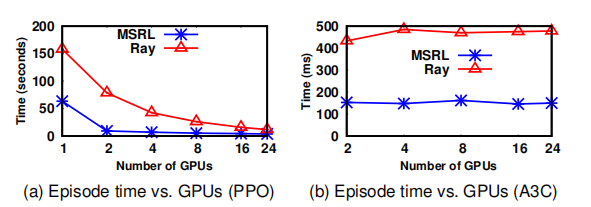 200
150
100
50
0
Time (seconds)
MSRL
Ray
1 2 4 8 16 24
Number of GPUs
(a) Episode time vs. GPUs (PPO)
500
400
300
200
100
0
Time (ms)
MSRL
Ray
2 4 8 16 24
Number of GPUs
(b) Episode time vs. GPUs (A3C)